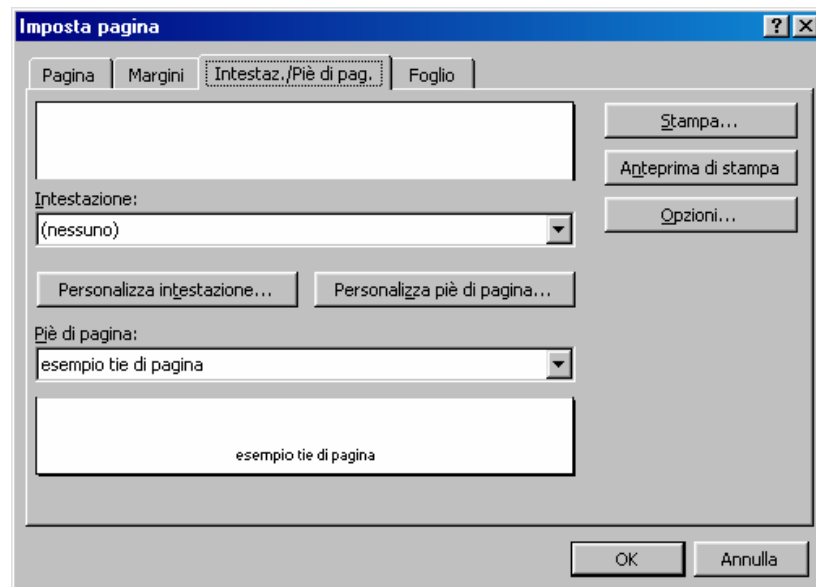 Imposta pagina
Pagina Margini Intestaz./Piè di pag. Foglio
Stampa...
Anteprima di stampa
Opzioni...
Intestazione:
(nessuno)
Personalizza intestazione... Personalizza piè di pagina...
Piè di pagina:
esempio tie di pagina
esempio tie di pagina
OK Annulla